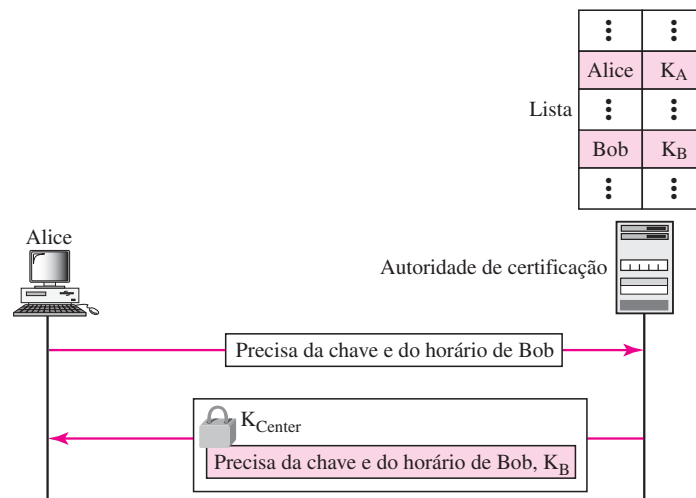 Alice K_A
Lista
Bob K_B
Alice
Autoridade de certificação
Precisa da chave e do horário de Bob
K_Center
Precisa da chave e do horário de Bob, K_B